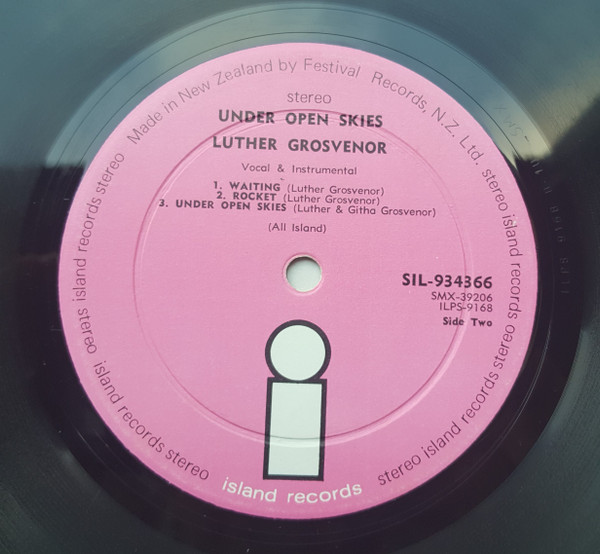 Made in New Zealand by Festival Records, N.Z. Ltd. stereo island records stereo
stereo
UNDER OPEN SKIES
LUTHER GROSVENOR
Vocal & Instrumental
1. WAITING (Luther Grosvenor)
2. ROCKET (Luther Grosvenor)
3. UNDER OPEN SKIES (Luther & Githa Grosvenor)
(All Island)
SIL-934366
SMX-39206
ILPS-9168
Side Two
stereo island records stereo
island records stereo
stereo island records stereo
island records